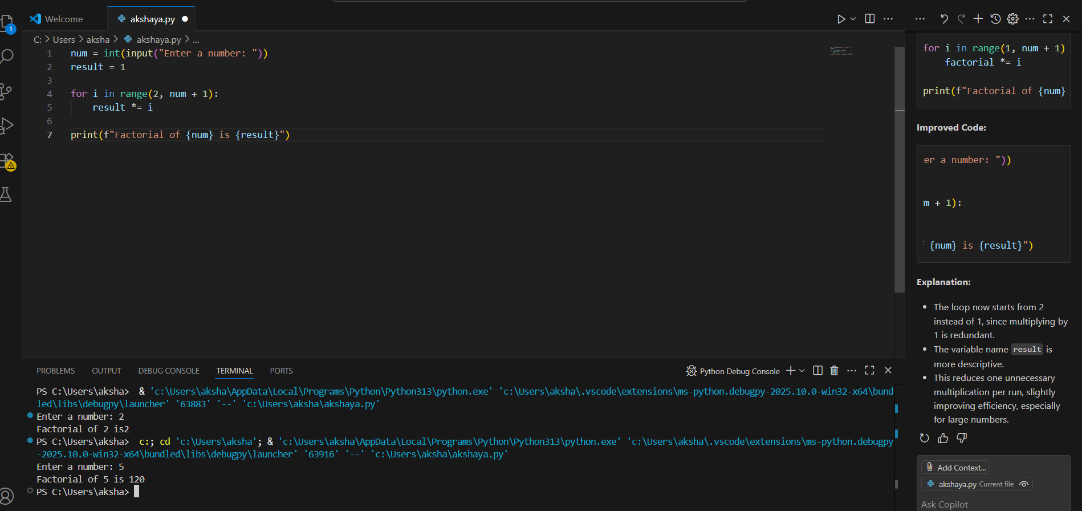 Welcome
akshaya.py
C: > Users > aksha > akshaya.py > ...
1 num = int(input("Enter a number: "))
2 result = 1
3
4 for i in range(2, num + 1):
5 result *= i
6
7 print(f"Factorial of {num} is {result}")
PROBLEMS OUTPUT DEBUG CONSOLE TERMINAL PORTS
Python Debug Console
PS C:\Users\aksha> & 'c:\Users\aksha\AppData\Local\Programs\Python\Python313\python.exe' 'c:\Users\aksha\.vscode\extensions\ms-python.debugpy-2025.10.0-win32-x64\bund
led\libs\debugpy\launcher' '63883' '--' 'c:\Users\aksha\akshaya.py'
Enter a number: 2
Factorial of 2 is2
PS C:\Users\aksha> c:; cd 'c:\Users\aksha'; & 'c:\Users\aksha\AppData\Local\Programs\Python\Python313\python.exe' 'c:\Users\aksha\.vscode\extensions\ms-python.debugpy
-2025.10.0-win32-x64\bundled\libs\debugpy\launcher' '63916' '--' 'c:\Users\aksha\akshaya.py'
Enter a number: 5
Factorial of 5 is 120
PS C:\Users\aksha>
for i in range(1, num + 1)
factorial *= i
print(f"Factorial of {num}
Improved Code:
er a number: "))
m + 1):
{num} is {result}")
Explanation:
• The loop now starts from 2
instead of 1, since multiplying by
1 is redundant.
• The variable name result is
more descriptive.
• This reduces one unnecessary
multiplication per run, slightly
improving efficiency, especially
for large numbers.
Add Context...
akshaya.py Current file
Ask Copilot
1